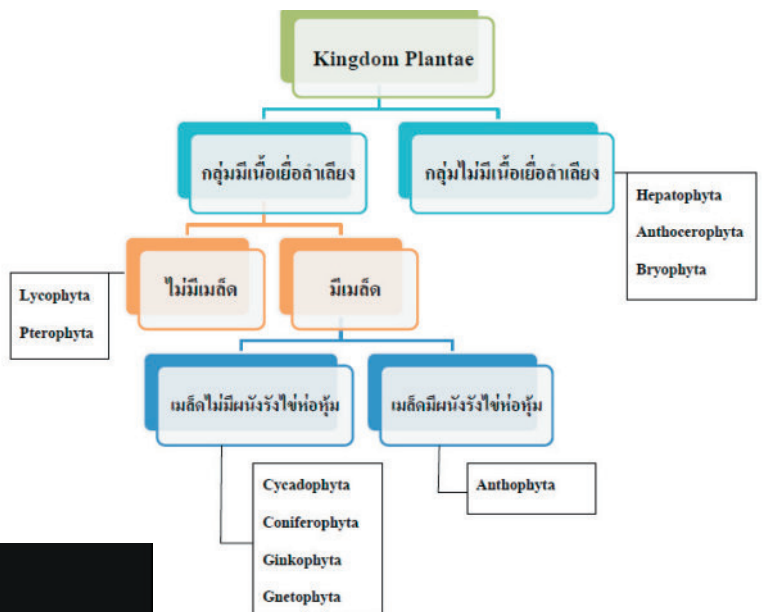 Kingdom Plantae
กลุ่มมีเนื้อเยื่อลำเลียง
กลุ่มไม่มีเนื้อเยื่อลำเลียง
Hepatophyta
Anthocerophyta
Bryophyta
ไม่มีเมล็ด
มีเมล็ด
Lycophyta
Pterophyta
เมล็ดไม่มีผนังรังไข่ห่อหุ้ม
เมล็ดมีผนังรังไข่ห่อหุ้ม
Cycadophyta
Coniferophyta
Ginkophyta
Gnetophyta
Anthophyta